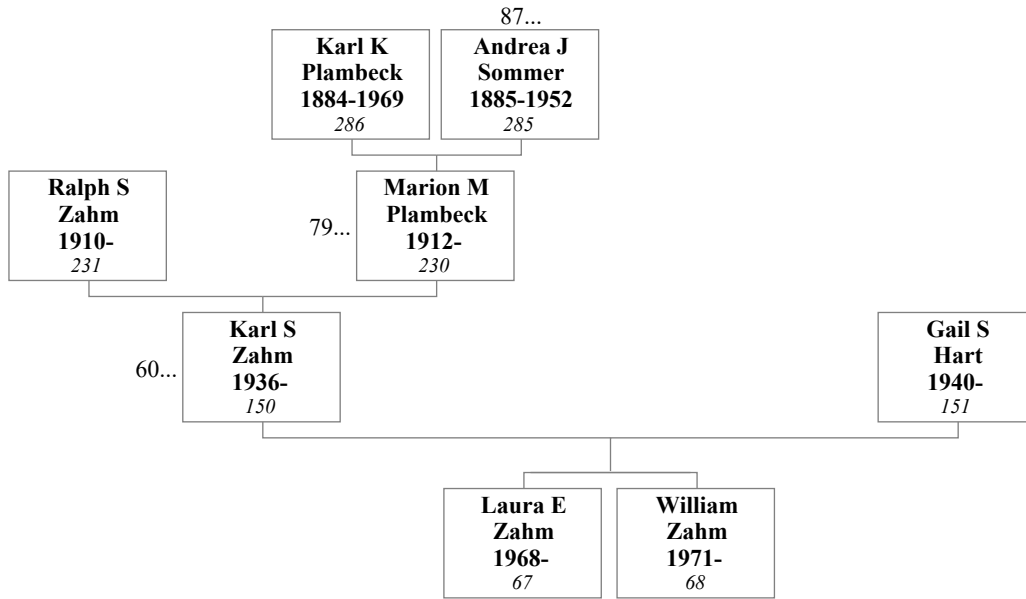 87...
Karl K
Plambeck
1884-1969
286
Andrea J
Sommer
1885-1952
285
Ralph S
Zahm
1910-
231
79...
Marion M
Plambeck
1912-
230
60...
Karl S
Zahm
1936-
150
Gail S
Hart
1940-
151
Laura E
Zahm
1968-
67
William
Zahm
1971-
68